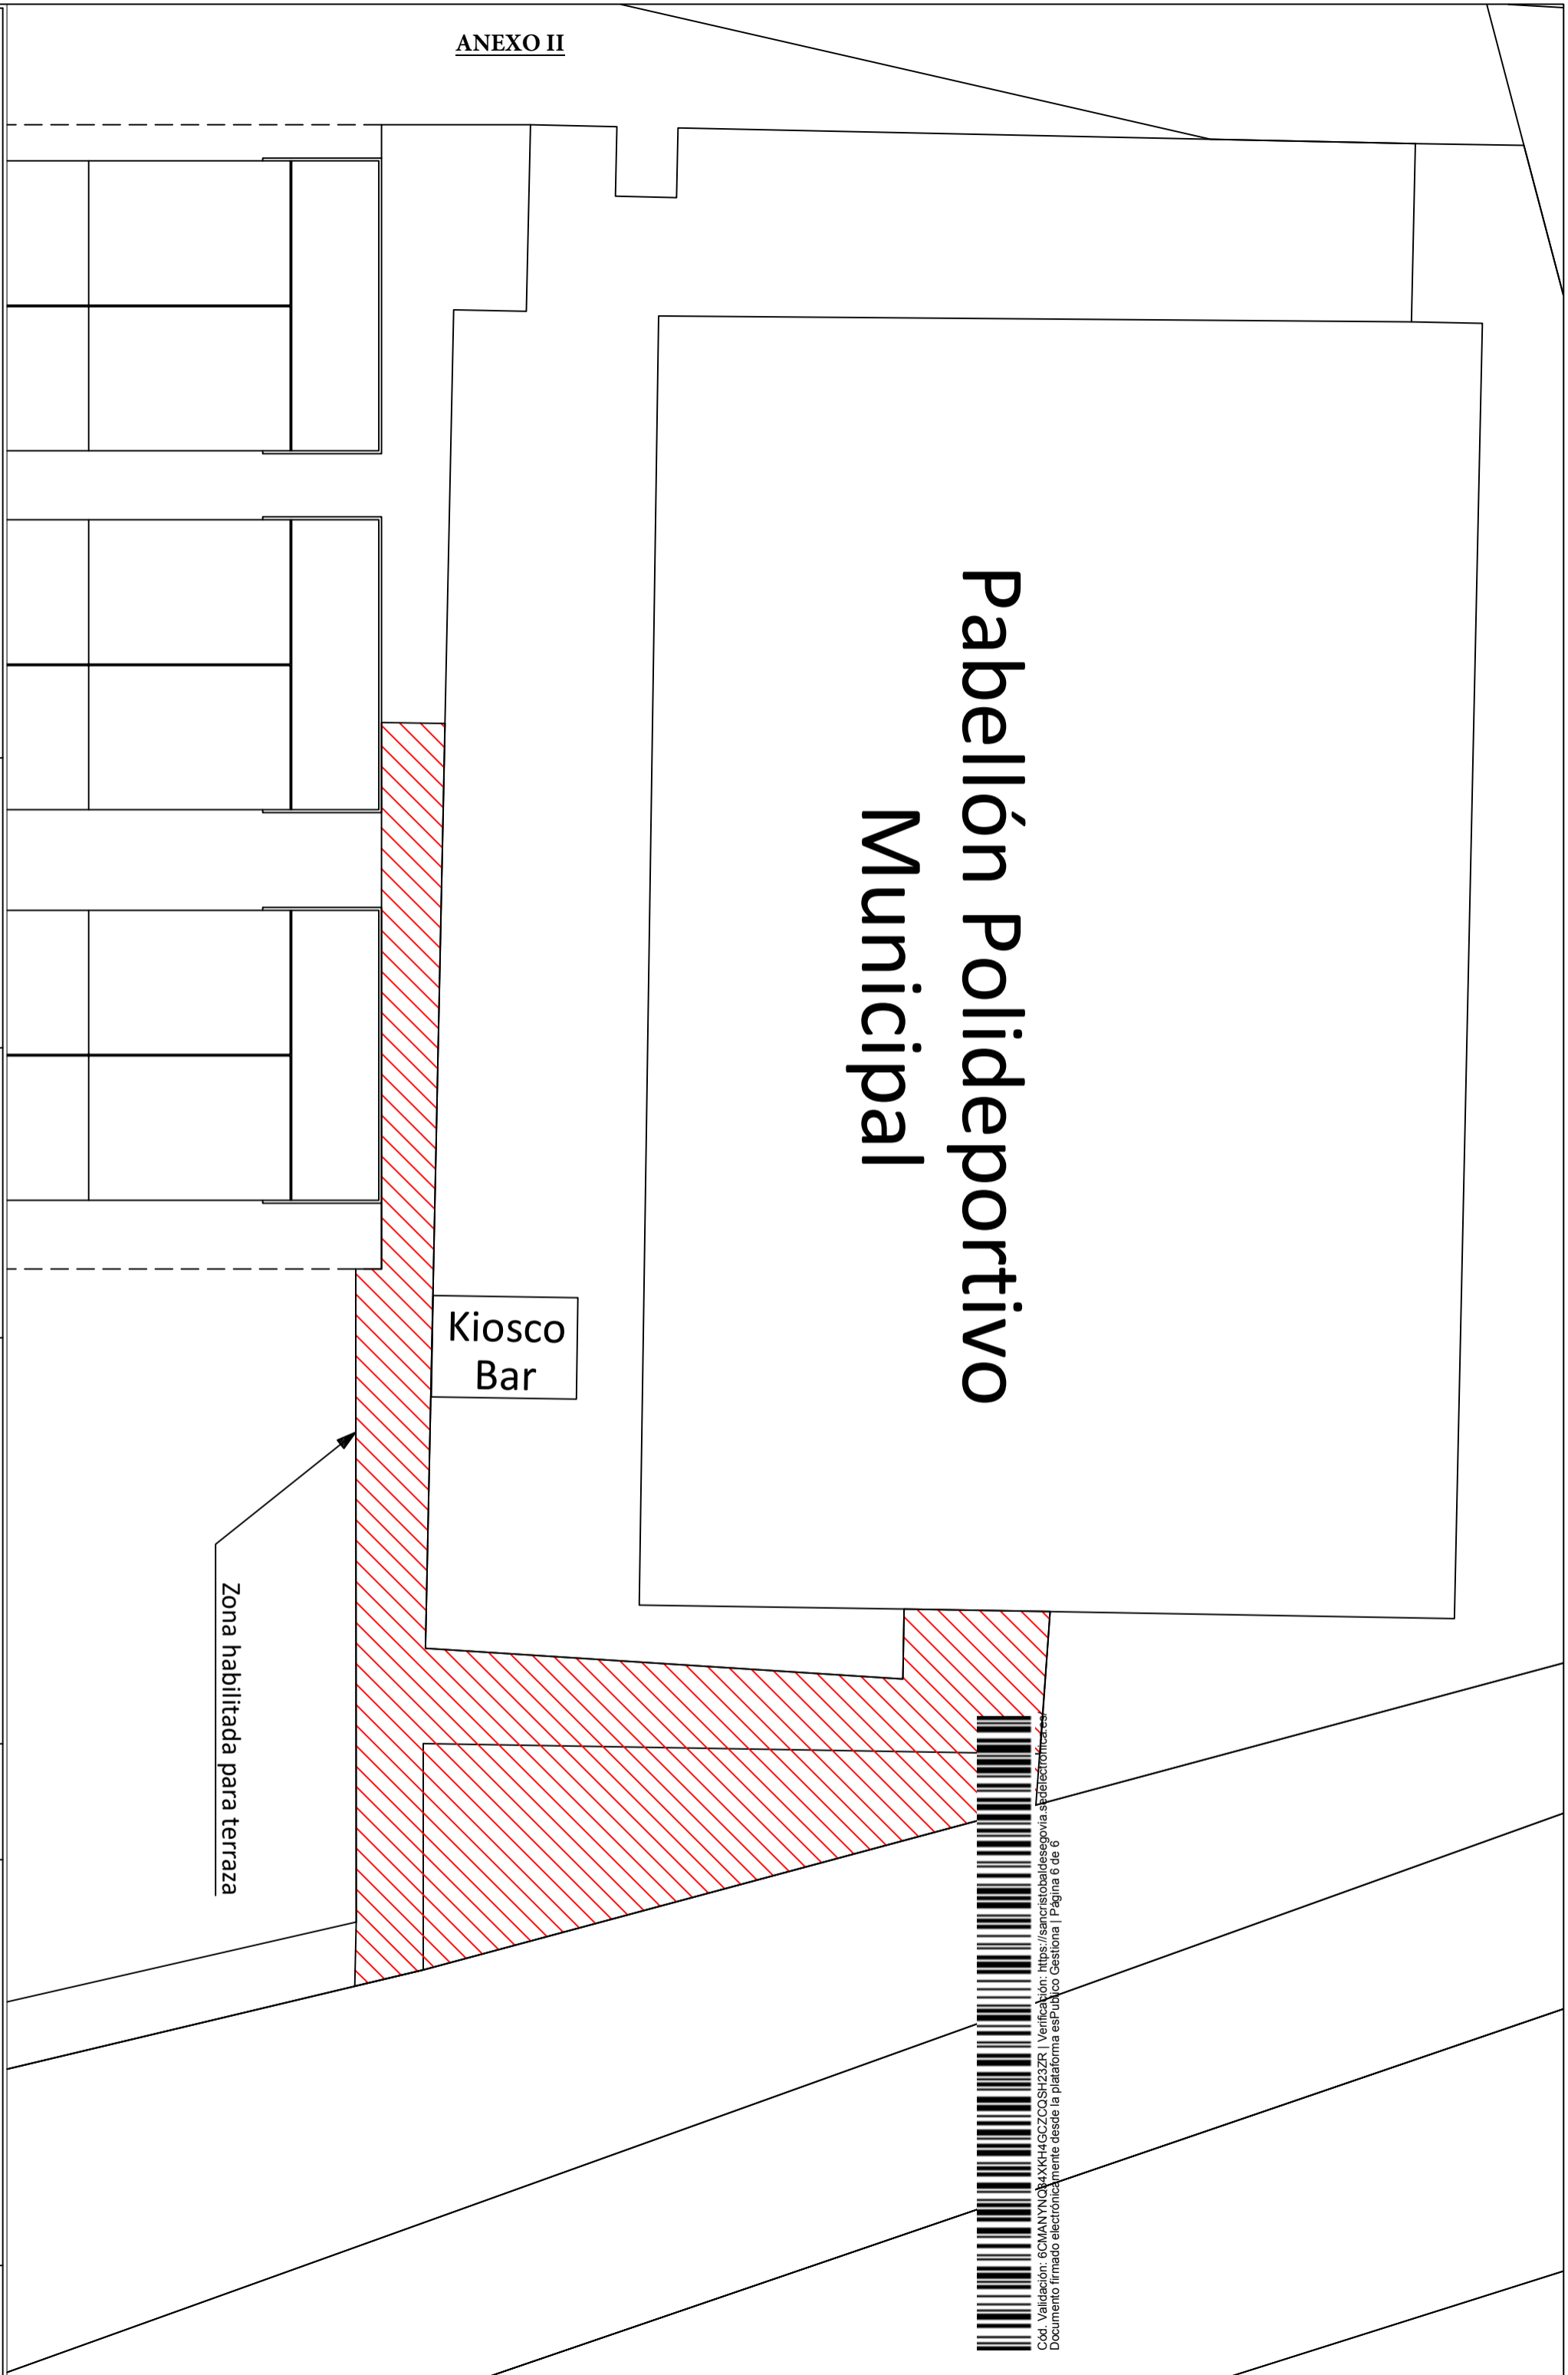 ANEXO II
Pabellón Polideportivo
Municipal
Kiosco
Bar
Zona habilitada para terraza
Cód. Validación: 6CMANYNQ34XKH4GCZCQSH23ZR | Verificación: https://sancristobaldesegovia.sedelectronica.es/
Documento firmado electrónicamente desde la plataforma esPublico Gestiona | Página 6 de 6